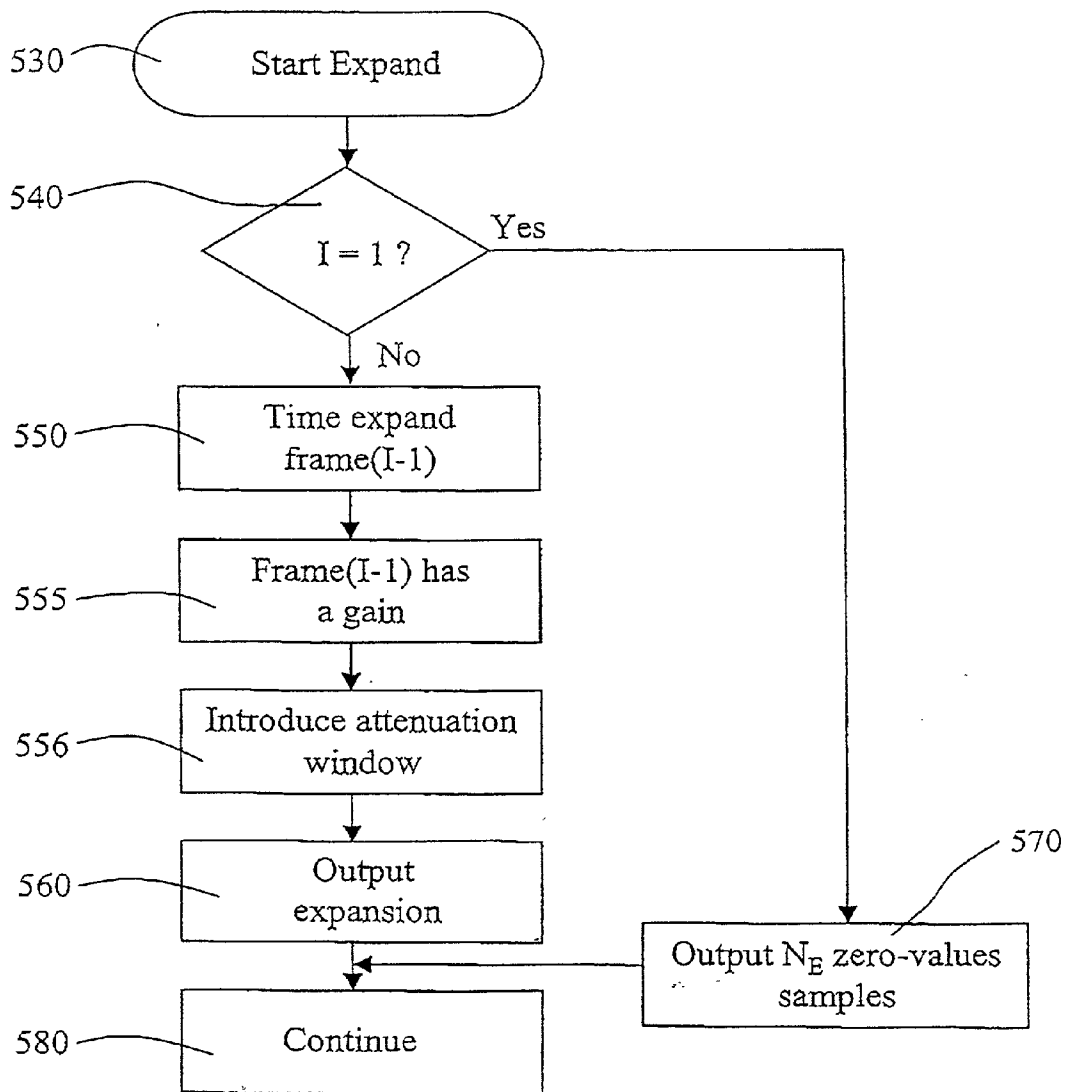 530
Start Expand
540
I = 1 ?
Yes
No
550
Time expand
frame(I-1)
555
Frame(I-1) has
a gain
556
Introduce attenuation
window
560
Output
expansion
570
Output N_E zero-values
samples
580
Continue